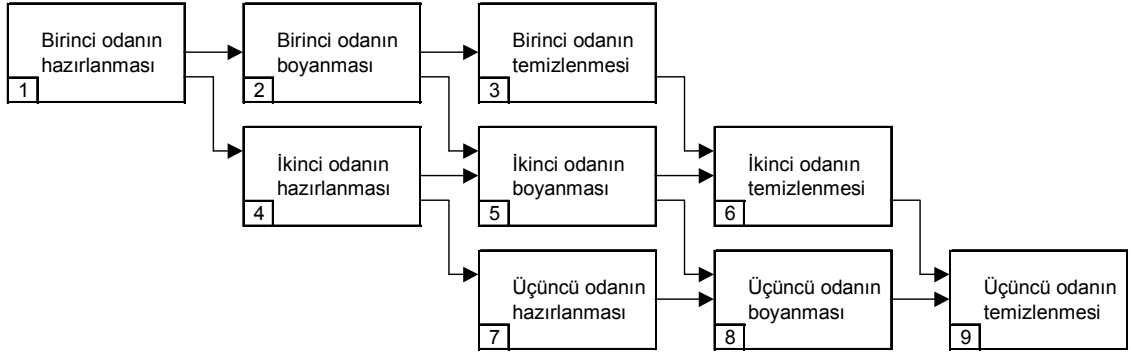 Birinci odanın
hazırlanması
1
Birinci odanın
boyanması
2
Birinci odanın
temizlenmesi
3
İkinci odanın
hazırlanması
4
İkinci odanın
boyanması
5
İkinci odanın
temizlenmesi
6
Üçüncü odanın
hazırlanması
7
Üçüncü odanın
boyanması
8
Üçüncü odanın
temizlenmesi
9